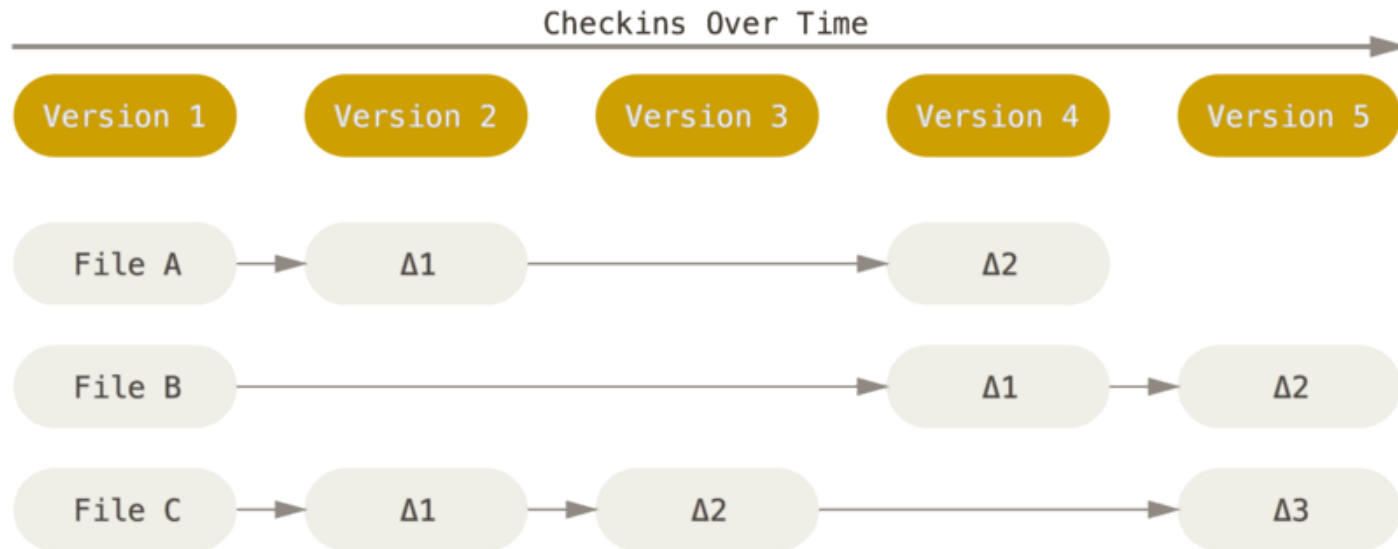 Checkins Over Time
Version 1 Version 2 Version 3 Version 4 Version 5
File A Δ1 Δ2
File B Δ1 Δ2
File C Δ1 Δ2 Δ3